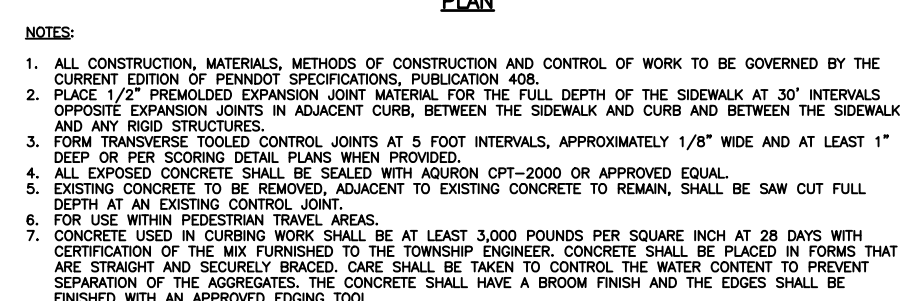 PLAN
NOTES:
1. ALL CONSTRUCTION, MATERIALS, METHODS OF CONSTRUCTION AND CONTROL OF WORK TO BE GOVERNED BY THE
CURRENT EDITION OF PENNDOT SPECIFICATIONS, PUBLICATION 408.
2. PLACE 1/2" PREMOLDED EXPANSION JOINT MATERIAL FOR THE FULL DEPTH OF THE SIDEWALK AT 30' INTERVALS
OPPOSITE EXPANSION JOINTS IN ADJACENT CURB, BETWEEN THE SIDEWALK AND CURB AND BETWEEN THE SIDEWALK
AND ANY RIGID STRUCTURES.
3. FORM TRANSVERSE TOOLED CONTROL JOINTS AT 5 FOOT INTERVALS, APPROXIMATELY 1/8" WIDE AND AT LEAST 1"
DEEP OR PER SCORING DETAIL PLANS WHEN PROVIDED.
4. ALL EXPOSED CONCRETE SHALL BE SEALED WITH AQURON CPT-2000 OR APPROVED EQUAL.
5. EXISTING CONCRETE TO BE REMOVED, ADJACENT TO EXISTING CONCRETE TO REMAIN, SHALL BE SAW CUT FULL
DEPTH AT AN EXISTING CONTROL JOINT.
6. FOR USE WITHIN PEDESTRIAN TRAVEL AREAS.
7. CONCRETE USED IN CURBING WORK SHALL BE AT LEAST 3,000 POUNDS PER SQUARE INCH AT 28 DAYS WITH
CERTIFICATION OF THE MIX FURNISHED TO THE TOWNSHIP ENGINEER. CONCRETE SHALL BE PLACED IN FORMS THAT
ARE STRAIGHT AND SECURELY BRACED. CARE SHALL BE TAKEN TO CONTROL THE WATER CONTENT TO PREVENT
SEPARATION OF THE AGGREGATES. THE CONCRETE SHALL HAVE A BROOM FINISH AND THE EDGES SHALL BE
FINISHED WITH AN APPROVED EDGING TOOL